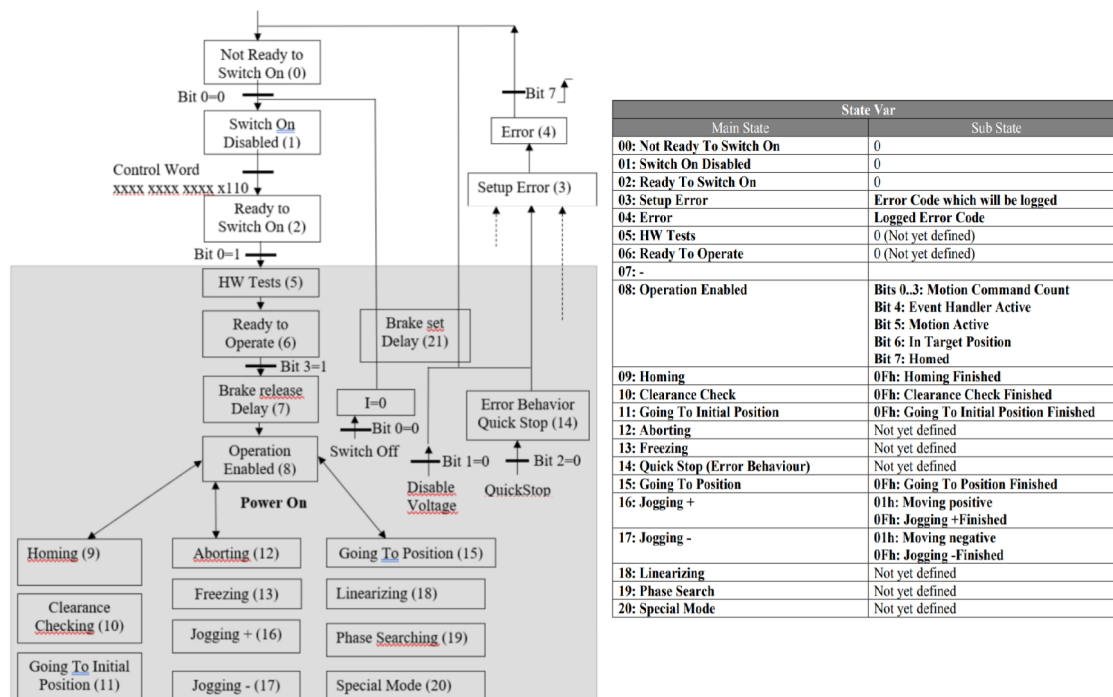 Not Ready to
Switch On (0)
Bit 0=0
Switch On
Disabled (1)
Control Word
xxxx xxxx xxxx x110
Ready to
Switch On (2)
Bit 0=1
HW Tests (5)
Ready to
Operate (6)
Bit 3=1
Brake release
Delay (7)
Operation
Enabled (8)
Power On
Bit 7
Error (4)
Setup Error (3)
Brake set
Delay (21)
I=0
Bit 0=0
Switch Off
Error Behavior
Quick Stop (14)
Bit 1=0
Disable
Voltage
Bit 2=0
QuickStop
Homing (9)
Clearance
Checking (10)
Going To Initial
Position (11)
Aborting (12)
Freezing (13)
Jogging + (16)
Jogging - (17)
Going To Position (15)
Linearizing (18)
Phase Searching (19)
Special Mode (20)
State Var
Main State Sub State
00: Not Ready To Switch On 0
01: Switch On Disabled 0
02: Ready To Switch On 0
03: Setup Error Error Code which will be logged
04: Error Logged Error Code
05: HW Tests 0 (Not yet defined)
06: Ready To Operate 0 (Not yet defined)
07: -
08: Operation Enabled Bits 0..3: Motion Command Count
Bit 4: Event Handler Active
Bit 5: Motion Active
Bit 6: In Target Position
Bit 7: Homed
09: Homing 0Fh: Homing Finished
10: Clearance Check 0Fh: Clearance Check Finished
11: Going To Initial Position 0Fh: Going To Initial Position Finished
12: Aborting Not yet defined
13: Freezing Not yet defined
14: Quick Stop (Error Behaviour) Not yet defined
15: Going To Position 0Fh: Going To Position Finished
16: Jogging + 01h: Moving positive
0Fh: Jogging +Finished
17: Jogging - 01h: Moving negative
0Fh: Jogging -Finished
18: Linearizing Not yet defined
19: Phase Search Not yet defined
20: Special Mode Not yet defined